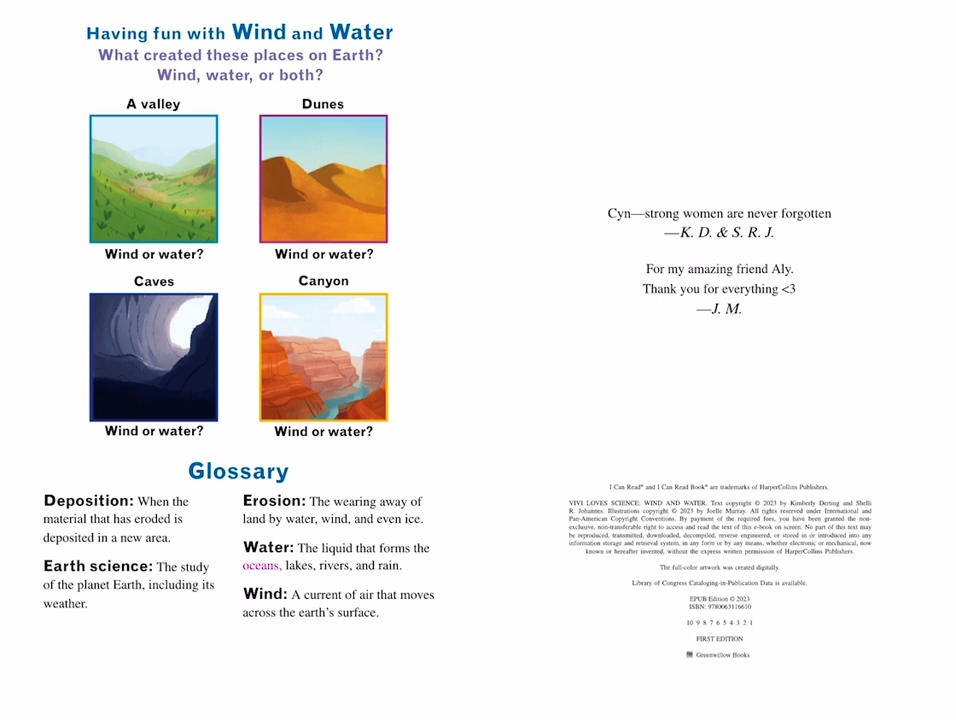 Having fun with Wind and Water
What created these places on Earth?
Wind, water, or both?
A valley
Dunes
Wind or water?
Wind or water?
Caves
Canyon
Wind or water?
Wind or water?
Glossary
Deposition: When the
material that has eroded is
deposited in a new area.
Earth science: The study
of the planet Earth, including its
weather.
Erosion: The wearing away of
land by water, wind, and even ice.
Water: The liquid that forms the
oceans, lakes, rivers, and rain.
Wind: A current of air that moves
across the earth's surface.
Cyn—strong women are never forgotten
—K. D. & S. R. J.
For my amazing friend Aly.
Thank you for everything <3
—J. M.
I Can Read® and I Can Read Book® are trademarks of HarperCollins Publishers.
VIVI LOVES SCIENCE: WIND AND WATER. Text copyright © 2023 by Kimberly Derting and Shelli
R. Johannes. Illustrations copyright © 2023 by Joelle Murray. All rights reserved under International and
Pan-American Copyright Conventions. By payment of the required fees, you have been granted the non-
exclusive, non-transferable right to access and read the text of this e-book on screen. No part of this text may
be reproduced, transmitted, downloaded, decompiled, reverse engineered, or stored in or introduced into any
information storage and retrieval system, in any form or by any means, whether electronic or mechanical, now
known or hereafter invented, without the express written permission of HarperCollins Publishers.
The full-color artwork was created digitally.
Library of Congress Cataloging-in-Publication Data is available.
EPUB Edition © 2023
ISBN: 9780063116610
10 9 8 7 6 5 4 3 2 1
FIRST EDITION
Greenwillow Books